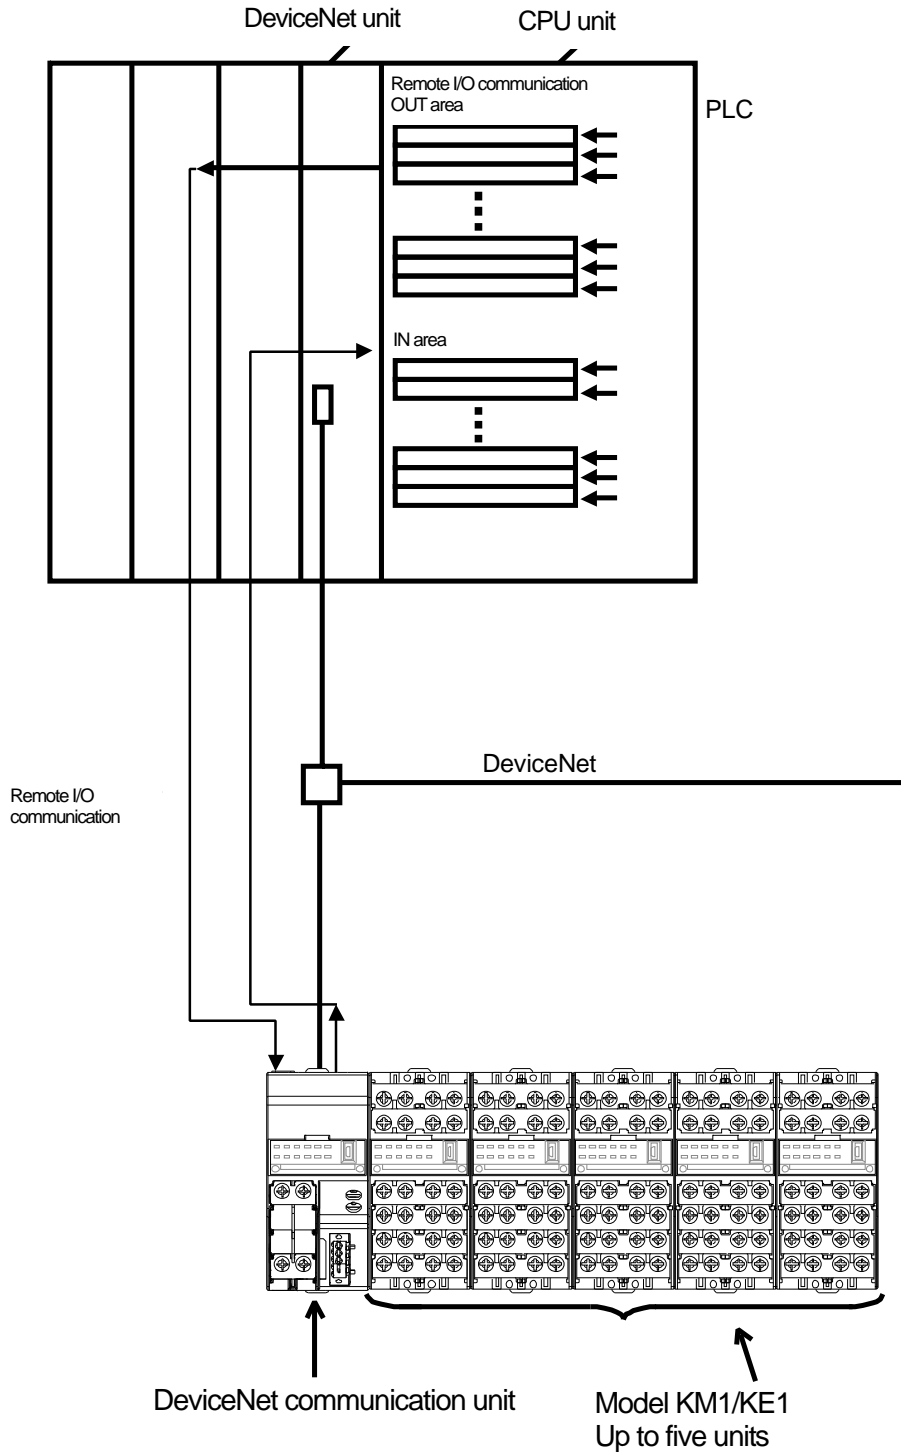 DeviceNet unit
CPU unit
Remote I/O communication
OUT area
PLC
IN area
DeviceNet
Remote I/O
communication
DeviceNet communication unit
Model KM1/KE1
Up to five units